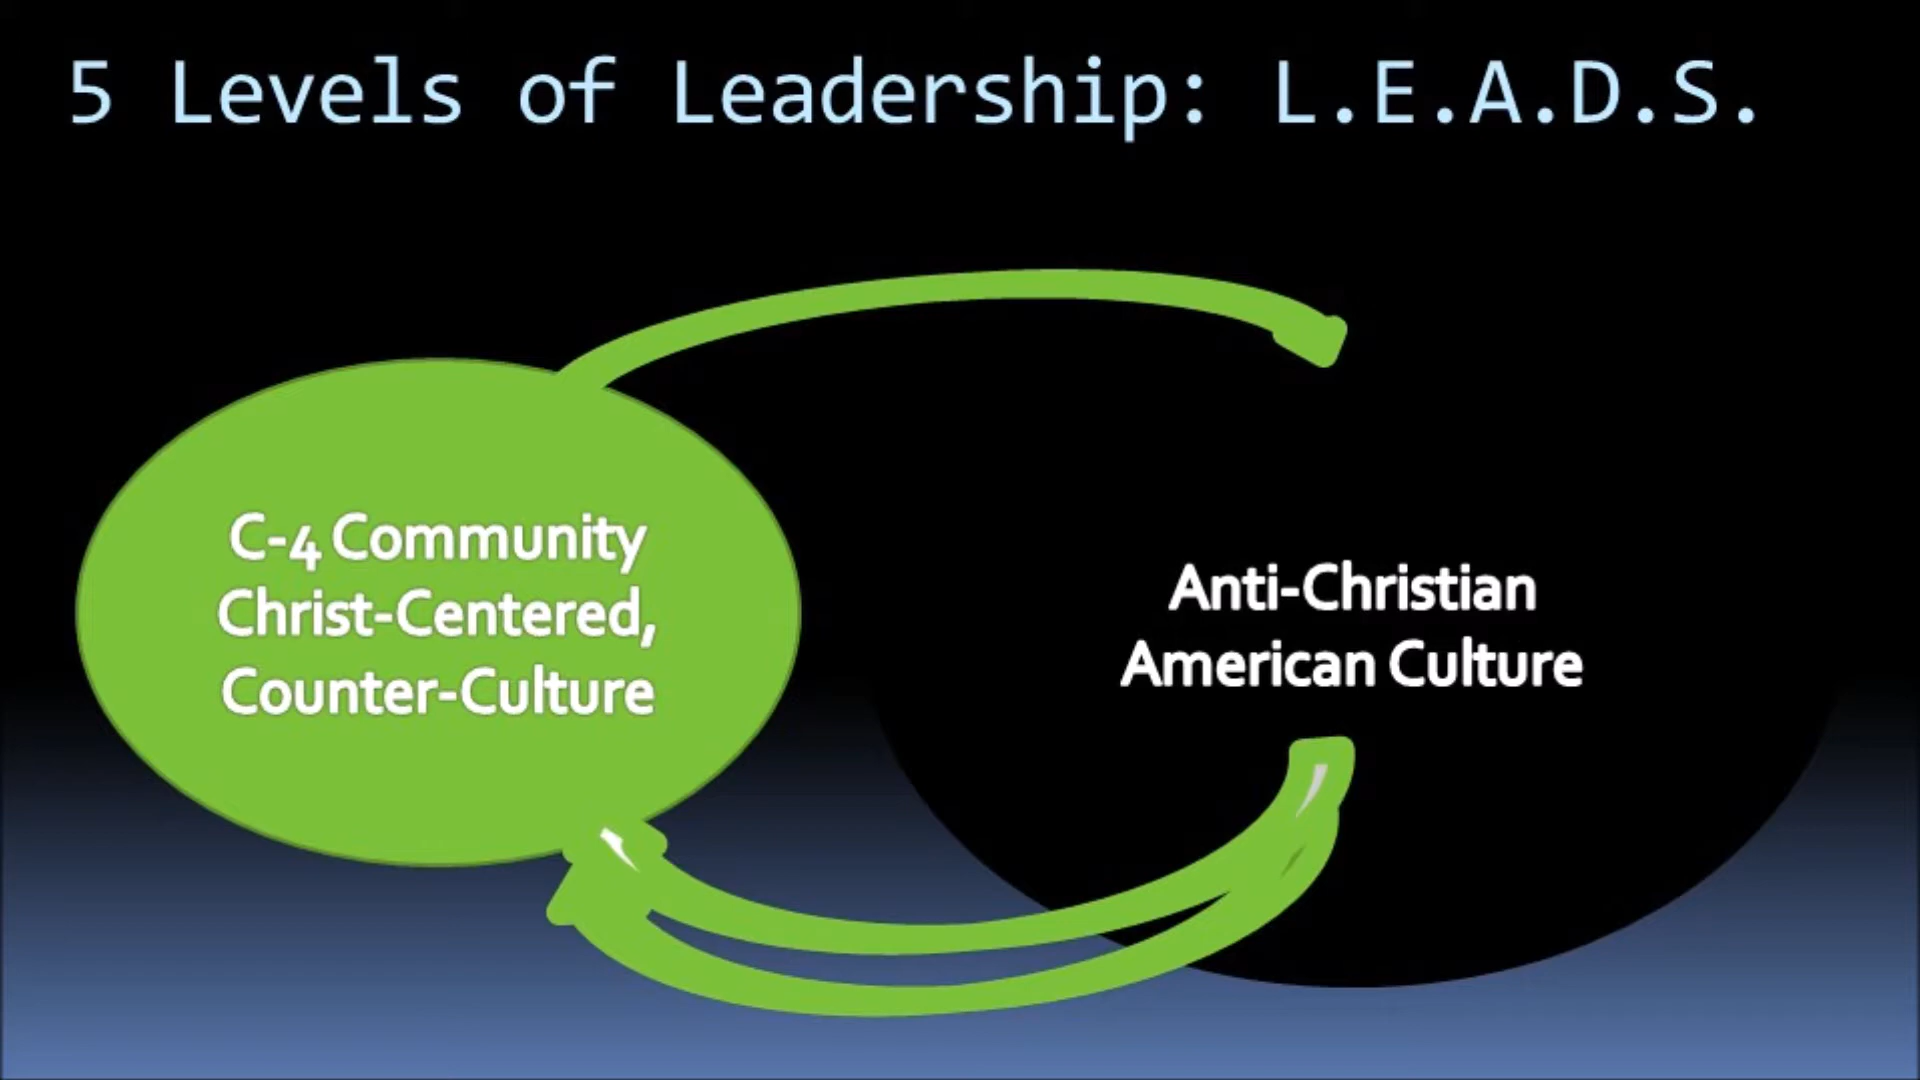 5 Levels of Leadership: L.E.A.D.S.
C-4 Community
Christ-Centered,
Counter-Culture
Anti-Christian
American Culture